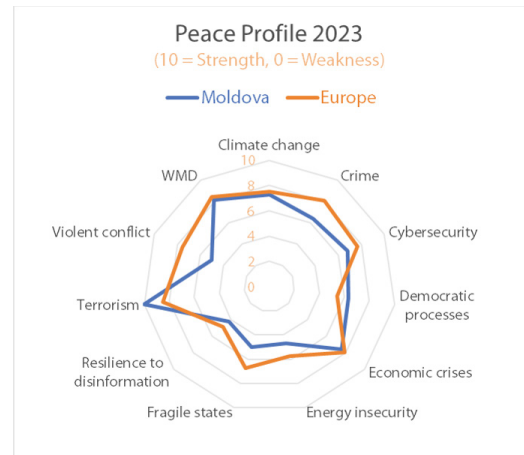 Peace Profile 2023
(10 = Strength, 0 = Weakness)
Moldova Europe
Climate change
10
8
6
4
2
0
WMD
Crime
Violent conflict
Cybersecurity
Terrorism
Democratic
processes
Resilience to
disinformation
Economic crises
Fragile states
Energy insecurity